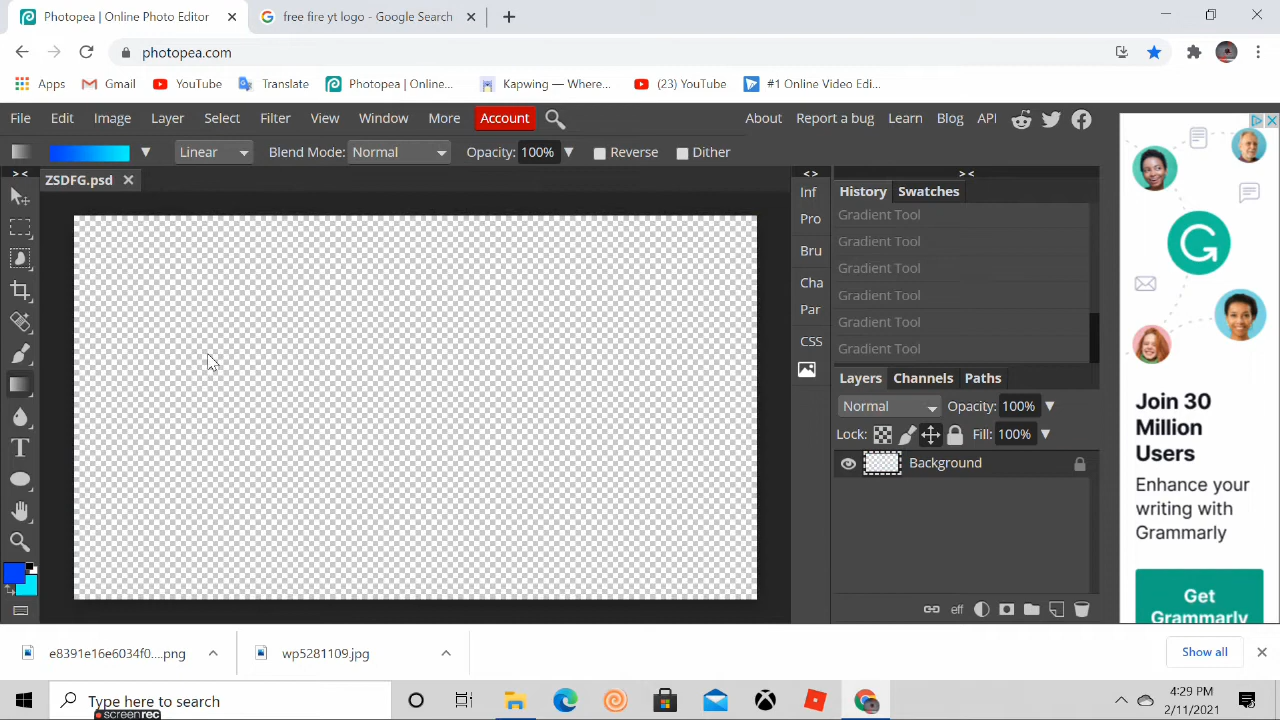 Photopea | Online Photo Editor
free fire yt logo - Google Search
photopea.com
Apps
Gmail
YouTube
Translate
Photopea | Online...
Kapwing — Where...
(23) YouTube
#1 Online Video Edi...
File Edit Image Layer Select Filter View Window More Account
About Report a bug Learn Blog API
Linear Blend Mode: Normal Opacity: 100% Reverse Dither
ZSDFG.psd
Inf
Pro
Bru
Cha
Par
CSS
History Swatches
Gradient Tool
Gradient Tool
Gradient Tool
Gradient Tool
Gradient Tool
Gradient Tool
Layers Channels Paths
Normal Opacity: 100%
Lock: Fill: 100%
Background
eff
Join 30
Million
Users
Enhance your
writing with
Grammarly
Get
Grammarly
e8391e16e6034f0....png
wp5281109.jpg
Show all
Type here to search
screenrec
4:29 PM
2/11/2021